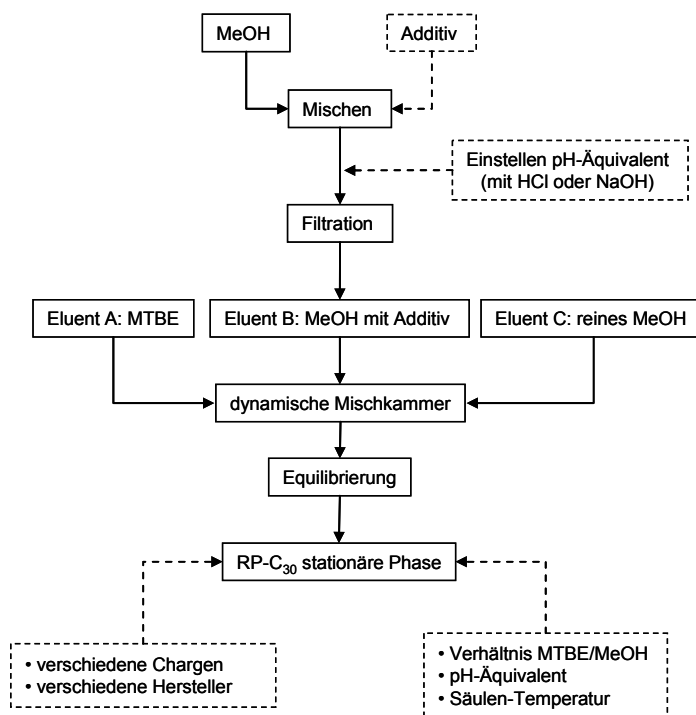 MeOH
Additiv
Mischen
Einstellen pH-Äquivalent
(mit HCl oder NaOH)
Filtration
Eluent A: MTBE
Eluent B: MeOH mit Additiv
Eluent C: reines MeOH
dynamische Mischkammer
Equilibrierung
RP-C₃₀ stationäre Phase
• verschiedene Chargen
• verschiedene Hersteller
• Verhältnis MTBE/MeOH
• pH-Äquivalent
• Säulen-Temperatur